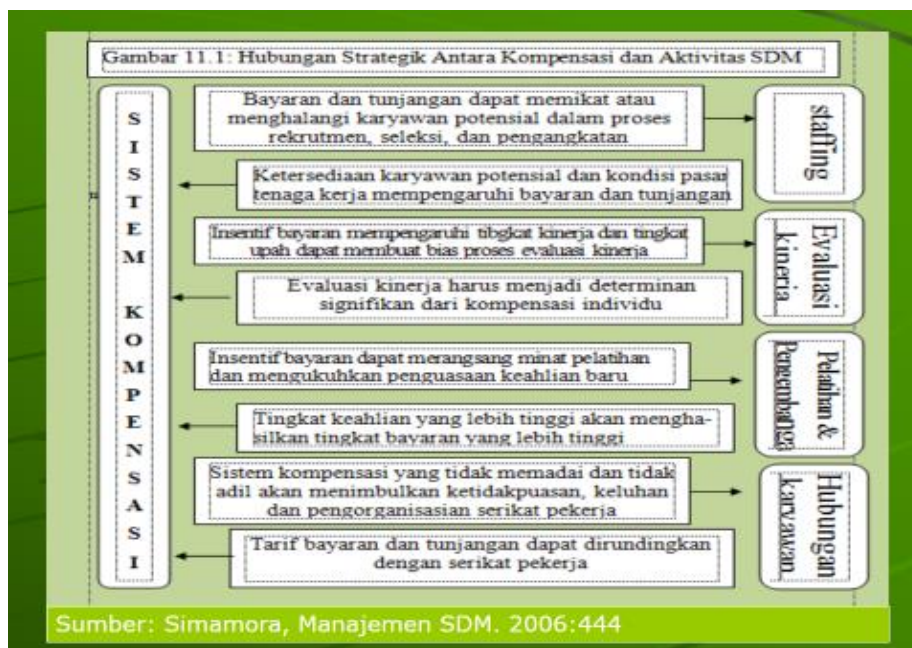 Gambar 11.1: Hubungan Strategik Antara Kompensasi dan Aktivitas SDM
SISTEM KOMPENSASI
Bayaran dan tunjangan dapat memikat atau
menghalangi karyawan potensial dalam proses
rekrutmen, seleksi, dan pengangkatan
staffing
Ketersediaan karyawan potensial dan kondisi pasar
tenaga kerja mempengaruhi bayaran dan tunjangan
Insentif bayaran mempengaruhi tibgkat kinerja dan tingkat
upah dapat membuat bias proses evaluasi kinerja
Evaluasi
kinerja
Evaluasi kinerja harus menjadi determinan
signifikan dari kompensasi individu
Insentif bayaran dapat merangsang minat pelatihan
dan mengukuhkan penguasaan keahlian baru
Pelatihan &
Pengembanga
Tingkat keahlian yang lebih tinggi akan mengha-
silkan tingkat bayaran yang lebih tinggi
Sistem kompensasi yang tidak memadai dan tidak
adil akan menimbulkan ketidakpuasan, keluhan
dan pengorganisasian serikat pekerja
Hubungan
karyawan
Tarif bayaran dan tunjangan dapat dirundingkan
dengan serikat pekerja
Sumber: Simamora, Manajemen SDM. 2006:444